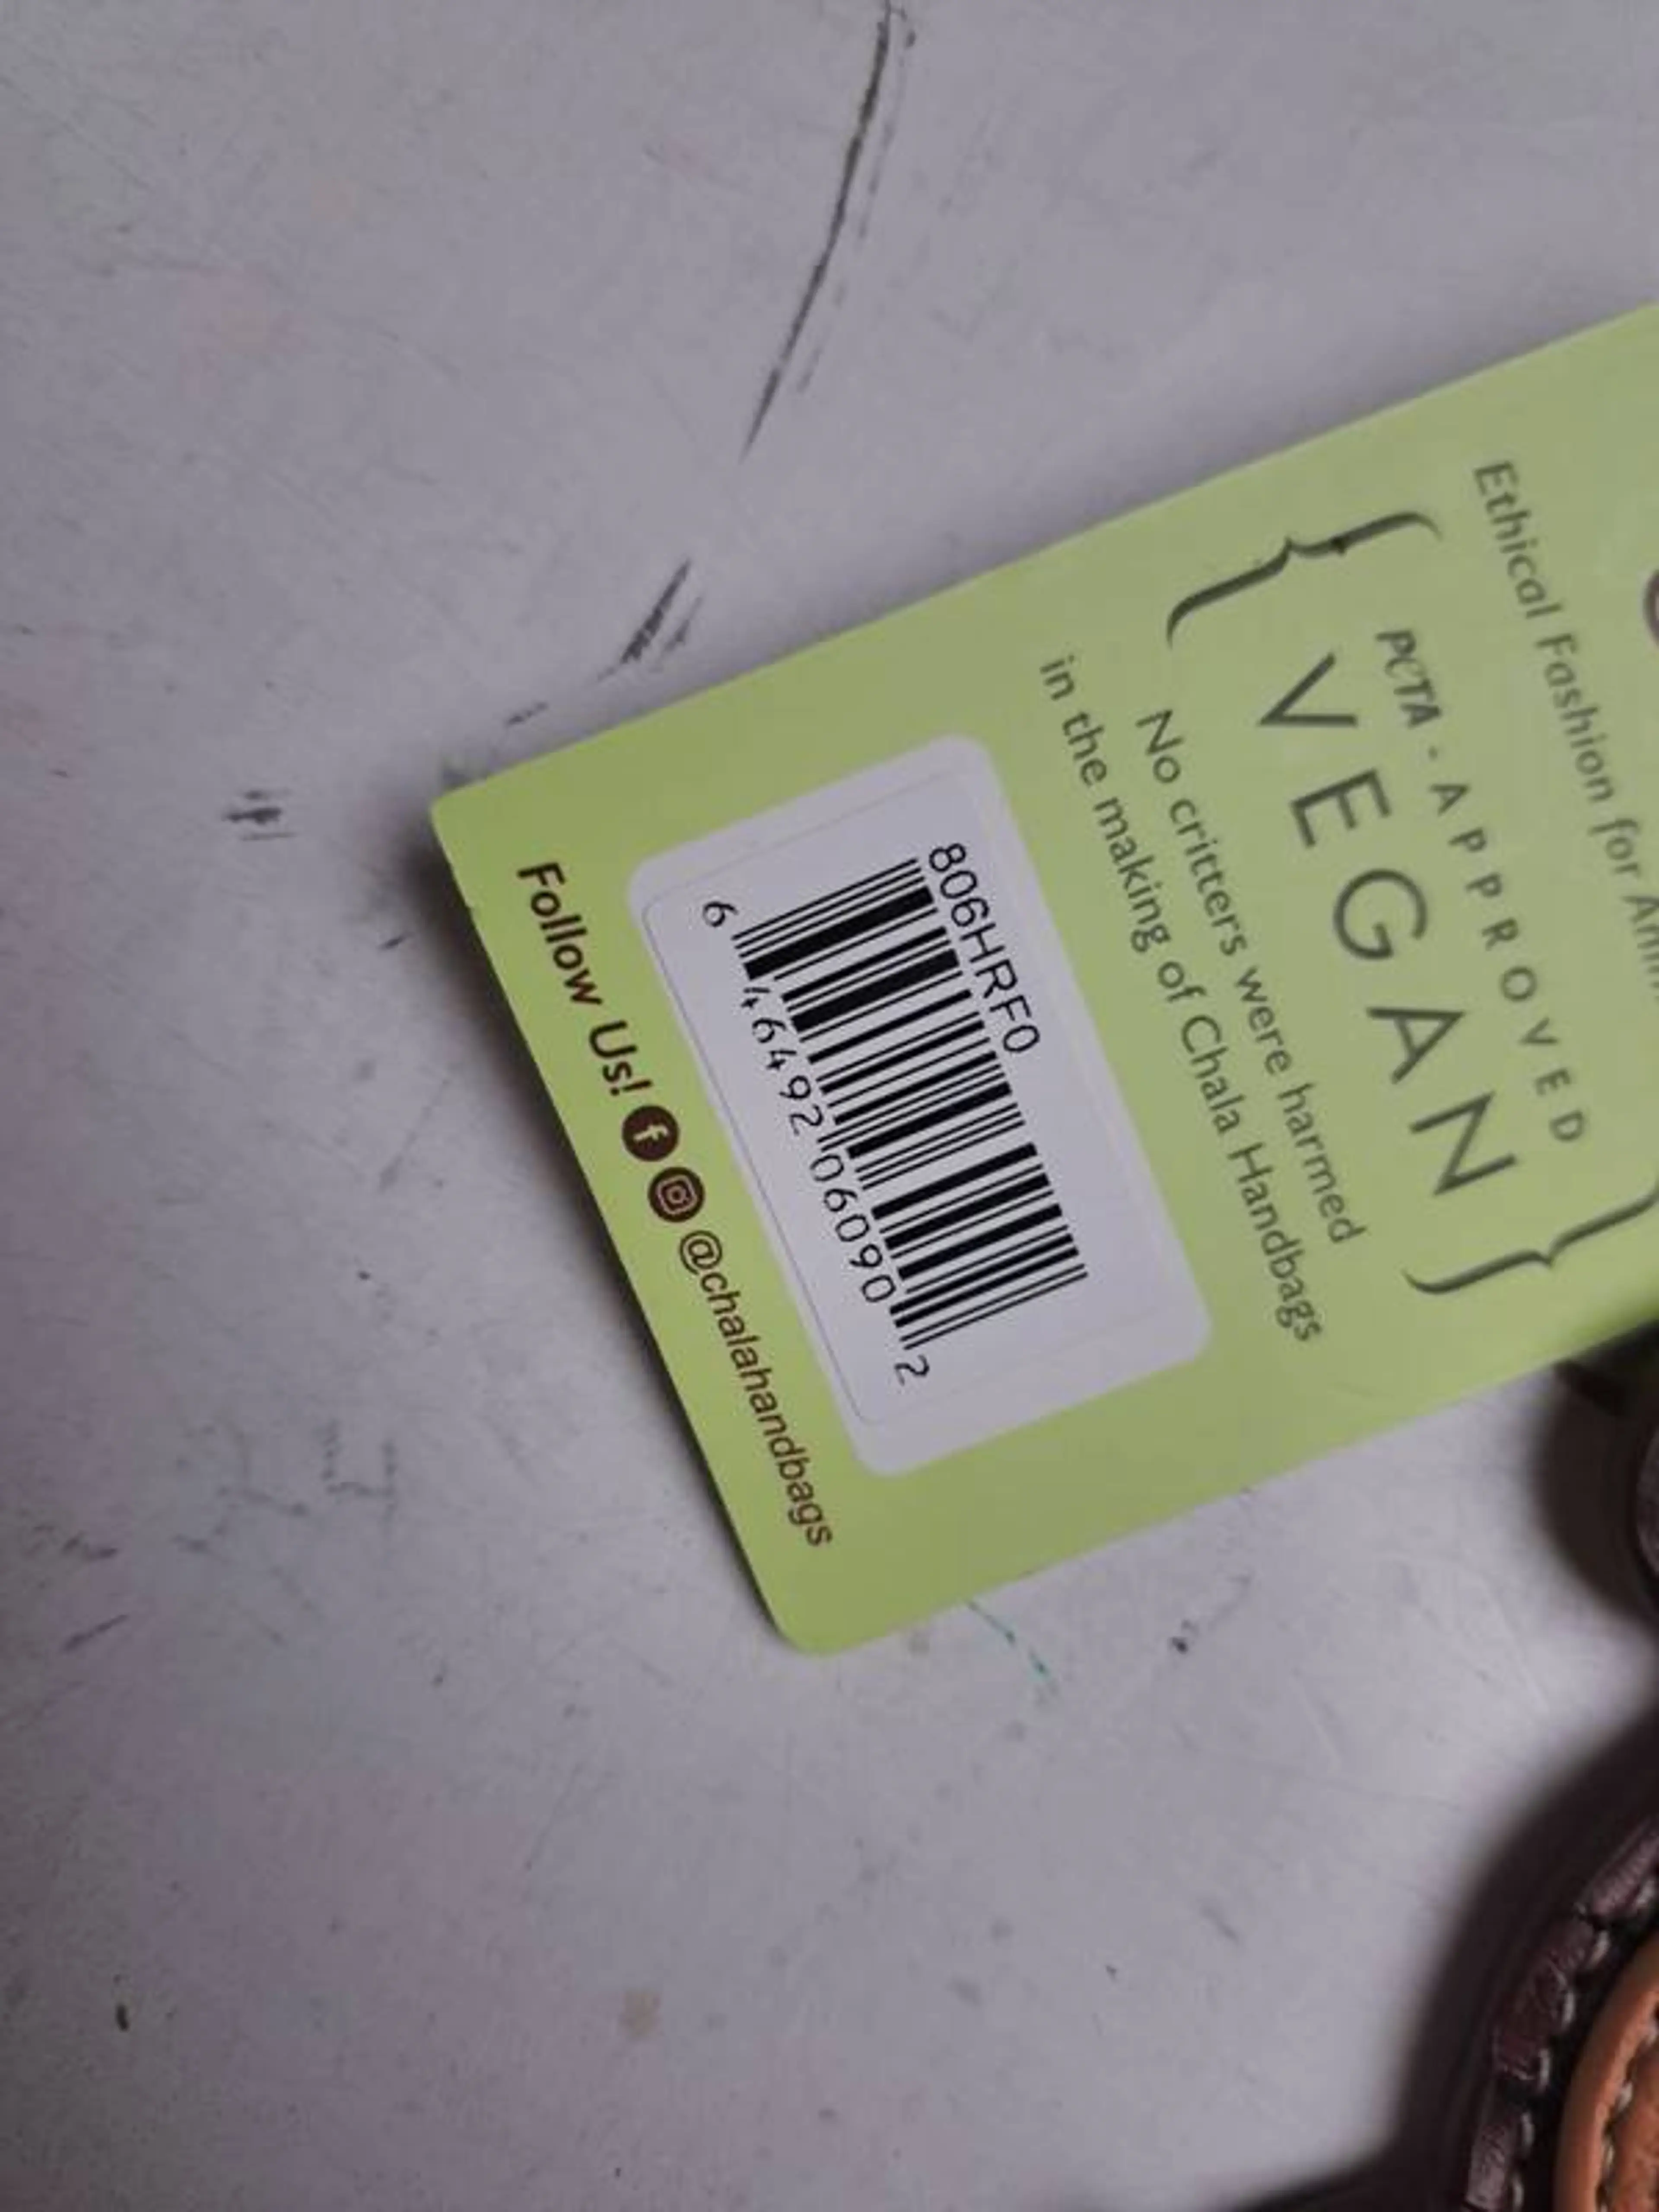 Ethical Fashion for
PETA - APPROVED
VEGAN
No critters were harmed
in the making of Chala Handbags
806HRF0
6 46492 06090 2
Follow Us! @chalahandbags